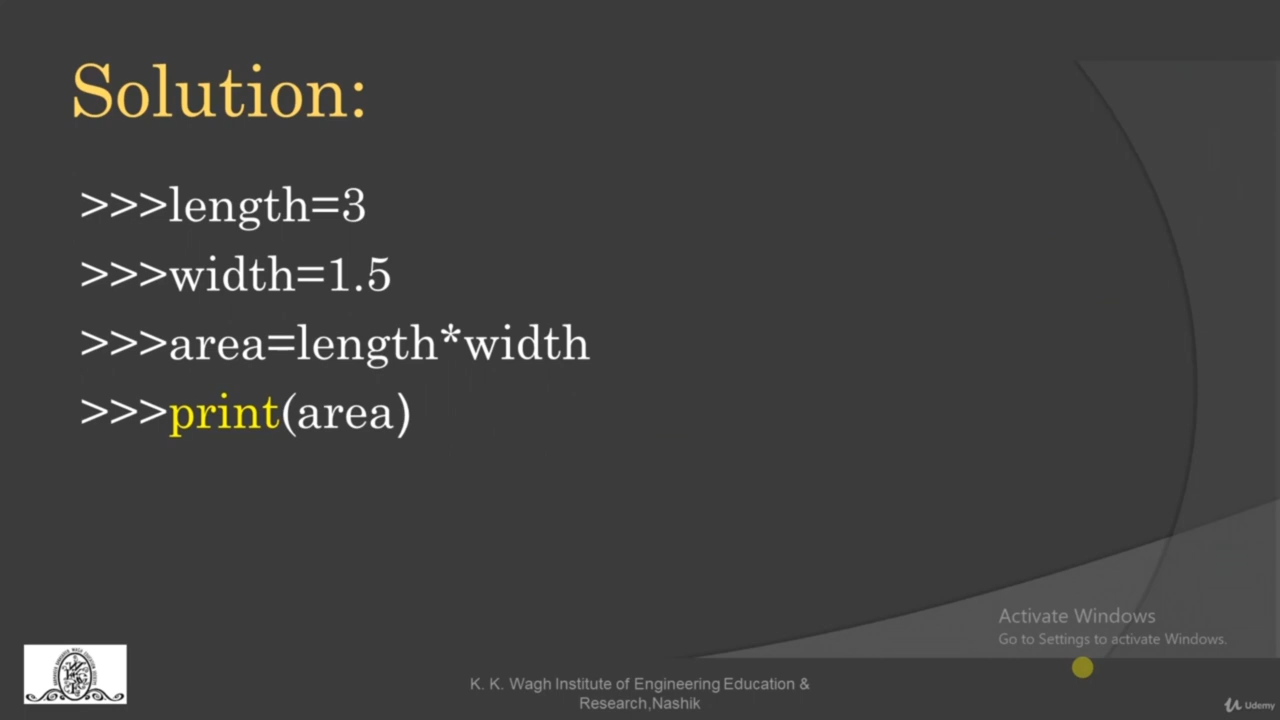 Solution:
>>>length=3
>>>width=1.5
>>>area=length*width
>>>print(area)
Activate Windows
Go to Settings to activate Windows.
K. K. Wagh Institute of Engineering Education &
Research,Nashik
Udemy